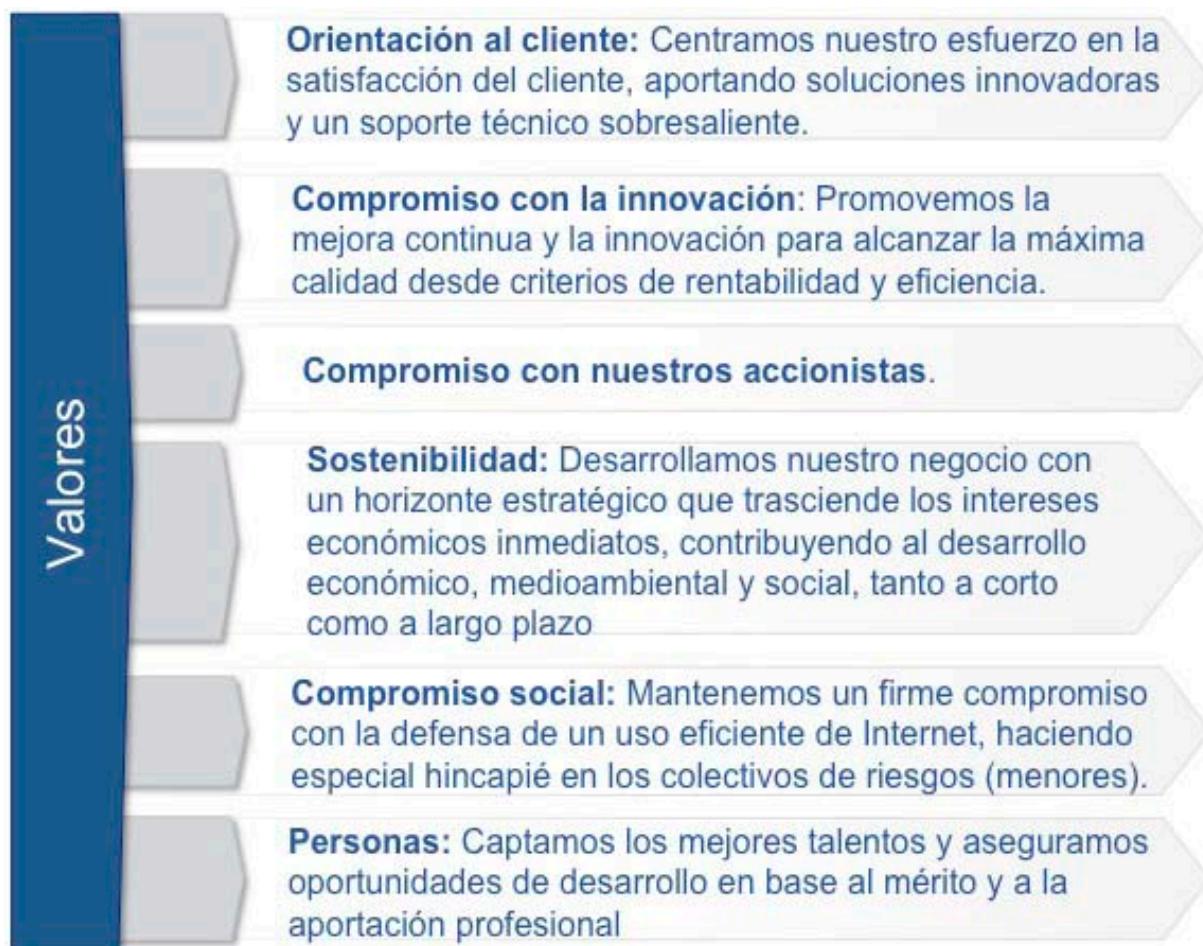 Valores
Orientación al cliente: Centramos nuestro esfuerzo en la
satisfacción del cliente, aportando soluciones innovadoras
y un soporte técnico sobresaliente.
Compromiso con la innovación: Promovemos la
mejora continua y la innovación para alcanzar la máxima
calidad desde criterios de rentabilidad y eficiencia.
Compromiso con nuestros accionistas.
Sostenibilidad: Desarrollamos nuestro negocio con
un horizonte estratégico que trasciende los intereses
económicos inmediatos, contribuyendo al desarrollo
económico, medioambiental y social, tanto a corto
como a largo plazo
Compromiso social: Mantenemos un firme compromiso
con la defensa de un uso eficiente de Internet, haciendo
especial hincapié en los colectivos de riesgos (menores).
Personas: Captamos los mejores talentos y aseguramos
oportunidades de desarrollo en base al mérito y a la
aportación profesional